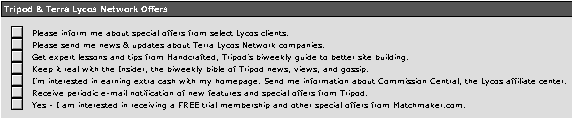 Tripod & Terra Lycos Network Offers
Please inform me about special offers from select Lycos clients.
Please send me news & updates about Terra Lycos Network companies.
Get expert lessons and tips from Handcrafted, Tripod's biweekly guide to better site building.
Keep it real with the Insider, the biweekly bible of Tripod news, views, and gossip.
I'm interested in earning extra cash with my homepage. Send me information about Commission Central, the Lycos affiliate center.
Receive periodic e-mail notification of new features and special offers from Tripod.
Yes - I am interested in receiving a FREE trial membership and other special offers from Matchmaker.com.